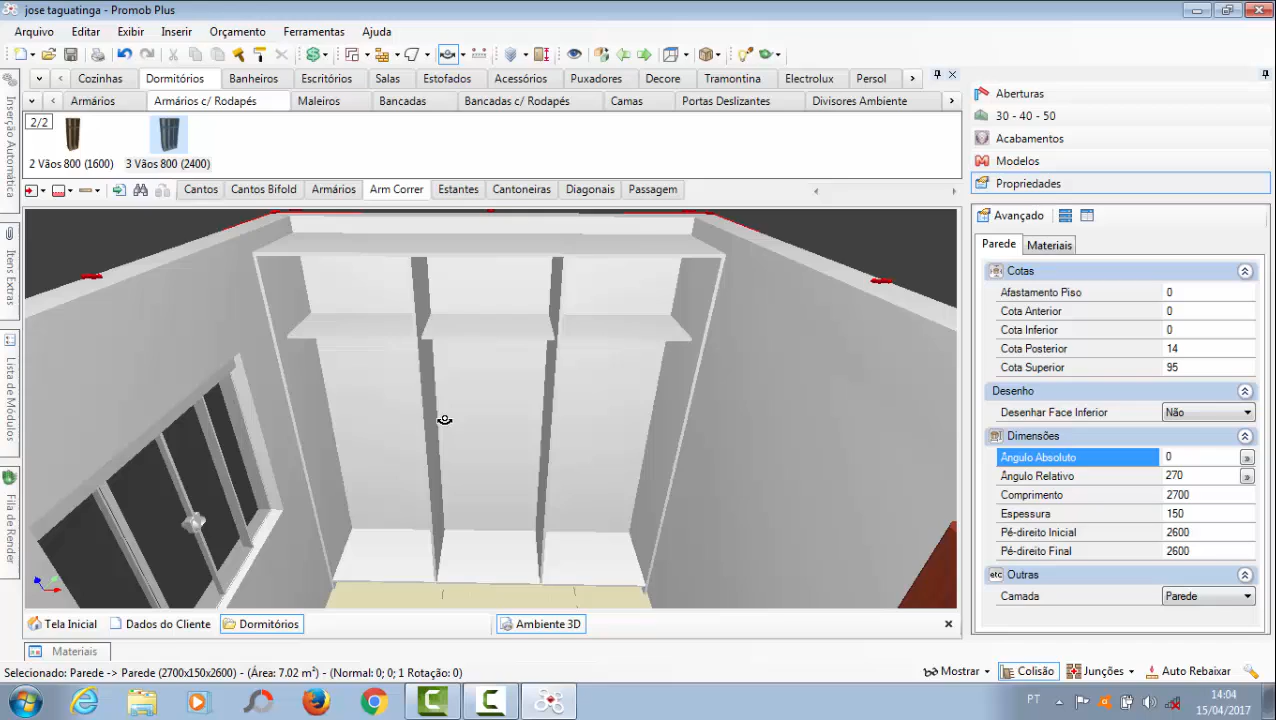 jose taguatinga - Promob Plus
Arquivo Editar Exibir Inserir Orçamento Ferramentas Ajuda
Cozinhas Dormitórios Banheiros Escritórios Salas Estofados Acessórios Puxadores Decore Tramontina Electrolux Persol
Armários Armários c/ Rodapés Maleiros Bancadas Bancadas c/ Rodapés Camas Portas Deslizantes Divisores Ambiente
2/2
2 Vãos 800 (1600) 3 Vãos 800 (2400)
Cantos Cantos Bifold Armários Arm Correr Estantes Cantoneiras Diagonais Passagem
Inserção Automática
Itens Extras
Lista de Módulos
Fila de Render
Aberturas
30 - 40 - 50
Acabamentos
Modelos
Propriedades
Avançado
Parede Materiais
Cotas
Afastamento Piso 0
Cota Anterior 0
Cota Inferior 0
Cota Posterior 14
Cota Superior 95
Desenho
Desenhar Face Inferior Não
Dimensões
Ângulo Absoluto 0
Ângulo Relativo 270
Comprimento 2700
Espessura 150
Pé-direito Inicial 2600
Pé-direito Final 2600
etc Outras
Camada Parede
Tela Inicial Dados do Cliente Dormitórios Ambiente 3D
Materiais
Selecionado: Parede -> Parede (2700x150x2600) - (Área: 7.02 m²) - (Normal: 0; 0; 1 Rotação: 0)
Mostrar Colisão Junções Auto Rebaixar
PT
14:04
15/04/2017